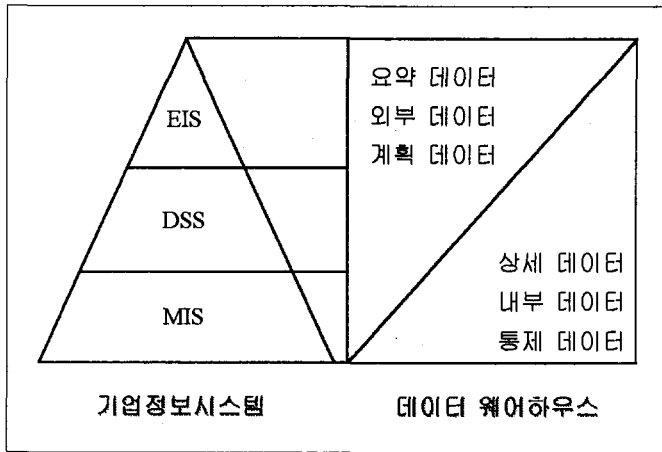 EIS
DSS
MIS
기업정보시스템
요약 데이터
외부 데이터
계획 데이터
상세 데이터
내부 데이터
통제 데이터
데이터 웨어하우스